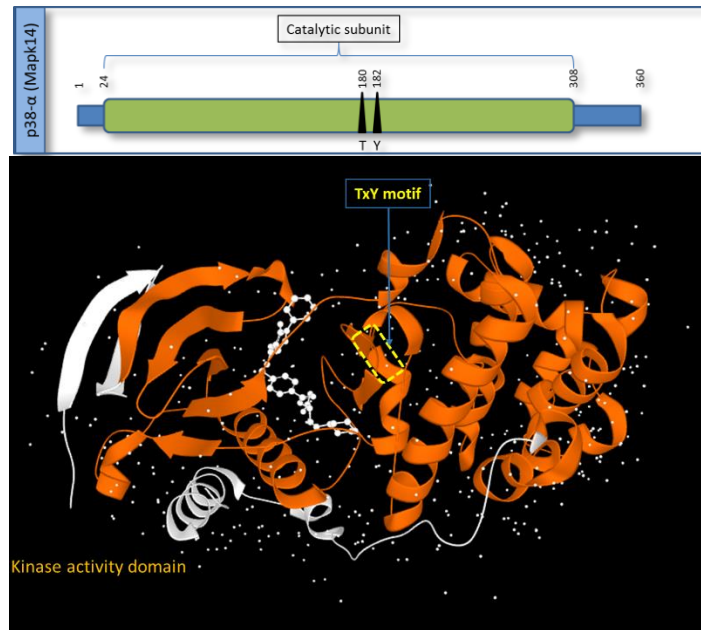 p38-α (Mapk14)
Catalytic subunit
1
24
180
182
308
360
T
Y
TxY motif
Kinase activity domain